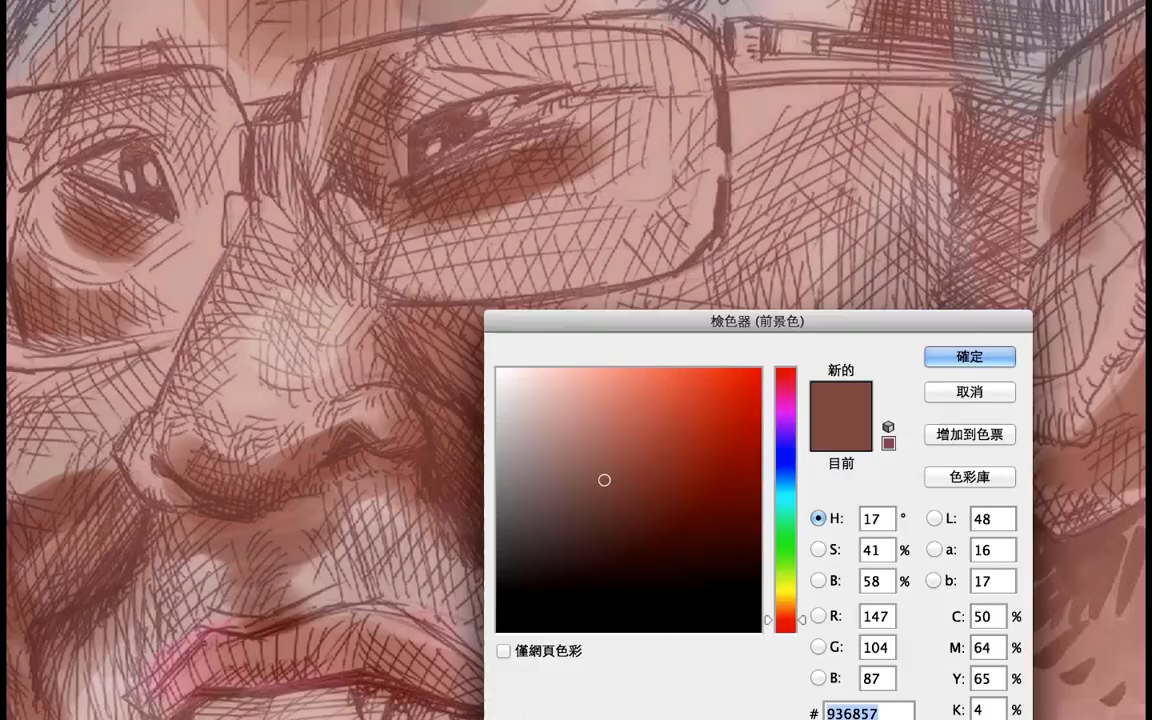 檢色器 (前景色)
確定
新的
取消
增加到色票
目前
色彩庫
H: 17 °
L: 48
S: 41 %
a: 16
B: 58 %
b: 17
R: 147
C: 50 %
G: 104
M: 64 %
僅網頁色彩
B: 87
Y: 65 %
# 936857
K: 4 %